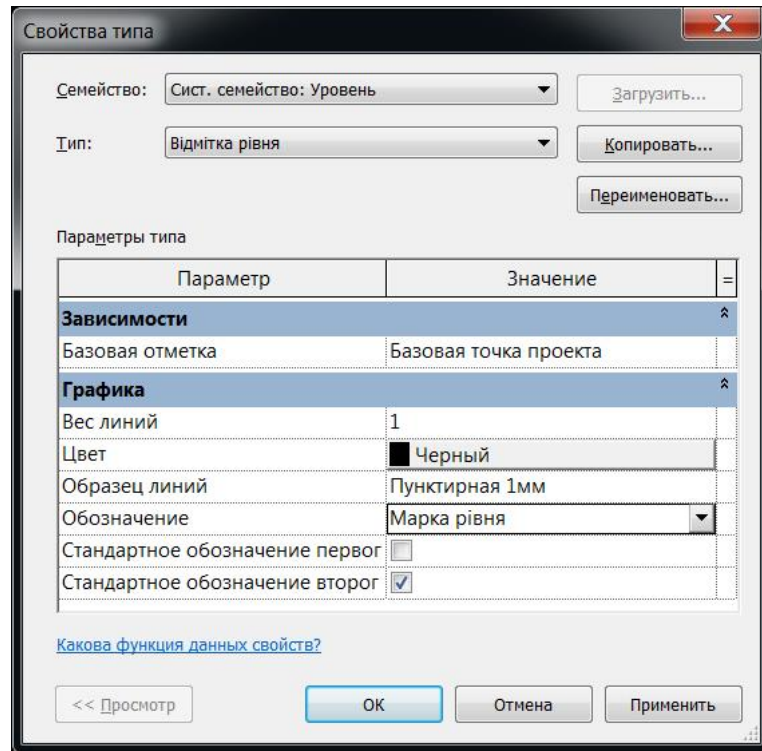 Свойства типа
X
Семейство: Сист. семейство: Уровень Загрузить...
Тип: Відмітка рівня Копировать...
Переименовать...
Параметры типа
Параметр Значение =
Зависимости
Базовая отметка Базовая точка проекта
Графика
Вес линий 1
Цвет Черный
Образец линий Пунктирная 1мм
Обозначение Марка рівня
Стандартное обозначение первог
Стандартное обозначение второг
Какова функция данных свойств?
<< Просмотр ОК Отмена Применить